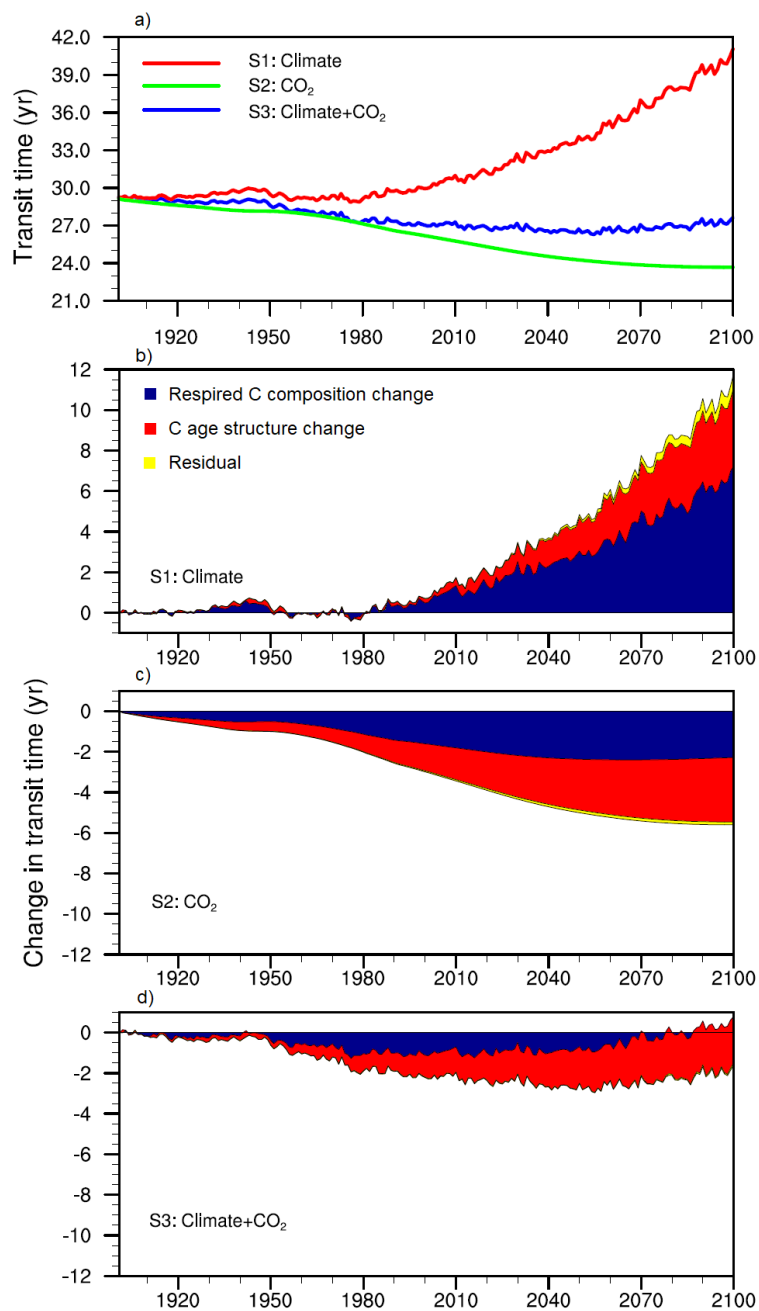 a)
42.0
39.0
36.0
33.0
30.0
27.0
24.0
21.0
Transit time (yr)
S1: Climate
S2: CO₂
S3: Climate+CO₂
1920 1950 1980 2010 2040 2070 2100
b)
12
10
8
6
4
2
0
Respired C composition change
C age structure change
Residual
S1: Climate
1920 1950 1980 2010 2040 2070 2100
Change in transit time (yr)
c)
0
-2
-4
-6
-8
-10
-12
S2: CO₂
1920 1950 1980 2010 2040 2070 2100
d)
0
-2
-4
-6
-8
-10
-12
S3: Climate+CO₂
1920 1950 1980 2010 2040 2070 2100